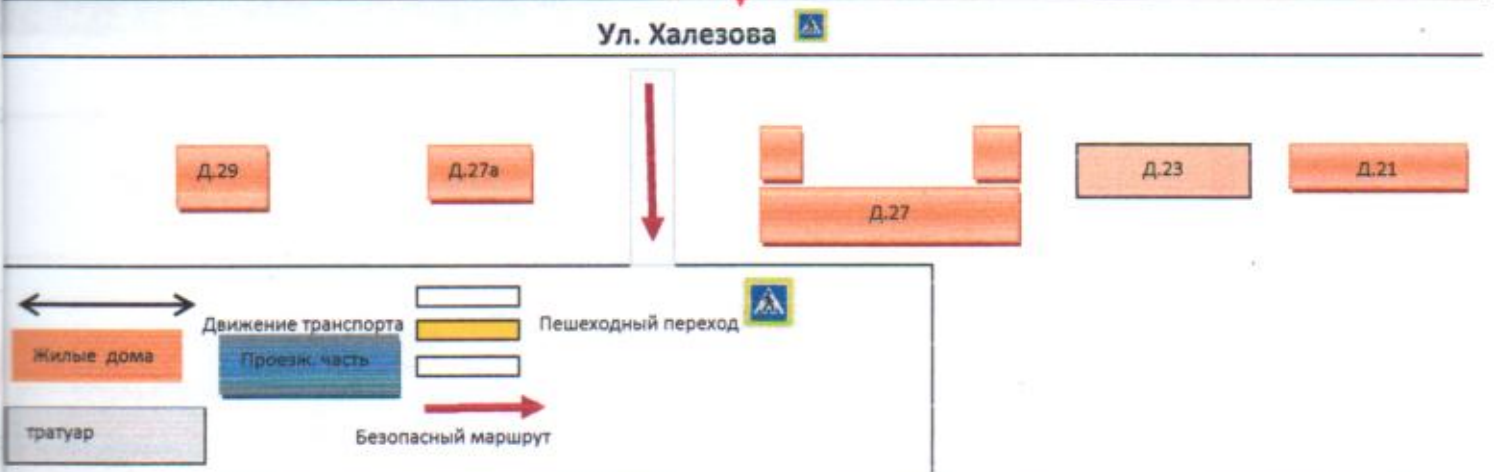 Ул. Халезова
Д.29
Д.27а
Д.27
Д.23
Д.21
Движение транспорта
Пешеходный переход
Жилые дома
Проезж. часть
тратуар
Безопасный маршрут